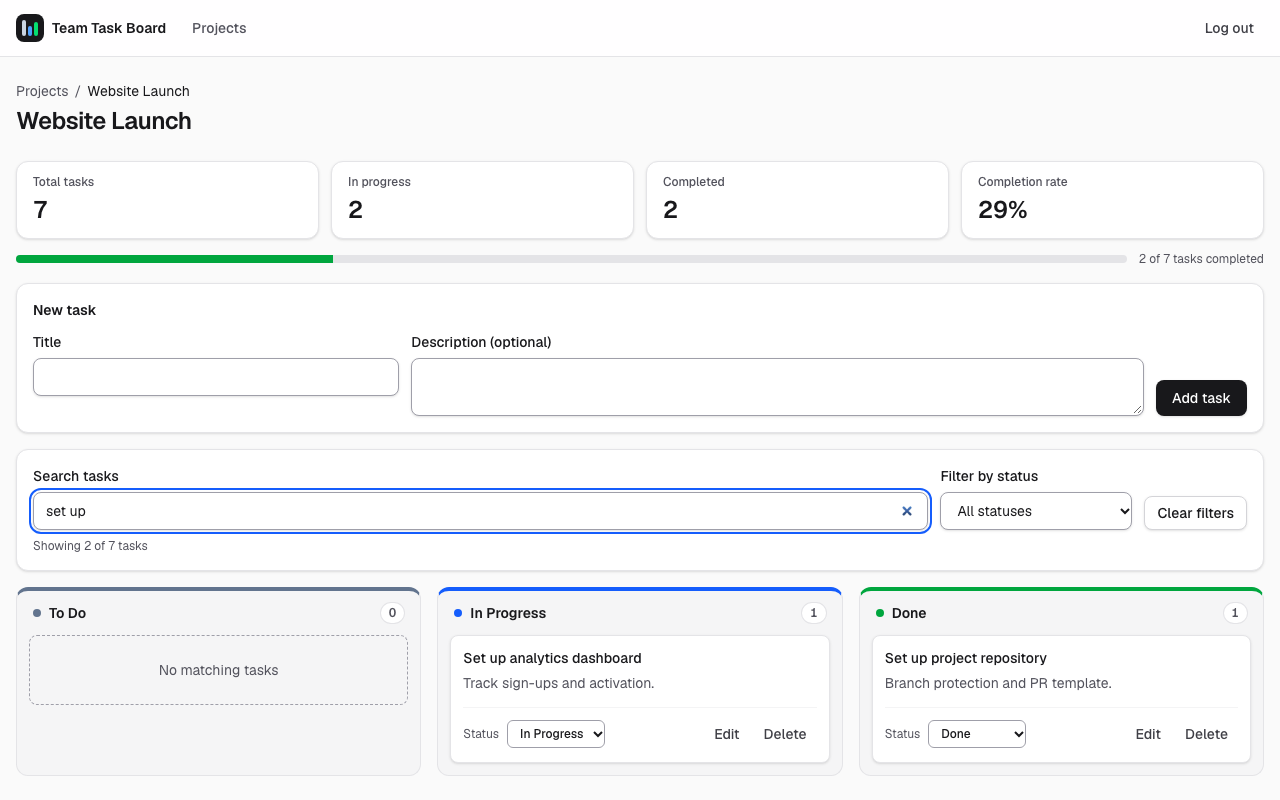 Team Task Board
Projects
Log out
Projects / Website Launch
Website Launch
Total tasks
7
In progress
2
Completed
2
Completion rate
29%
2 of 7 tasks completed
New task
Title
Description (optional)
Add task
Search tasks
set up
Filter by status
All statuses
Clear filters
Showing 2 of 7 tasks
To Do
0
No matching tasks
In Progress
1
Set up analytics dashboard
Track sign-ups and activation.
Status
In Progress
Edit
Delete
Done
1
Set up project repository
Branch protection and PR template.
Status
Done
Edit
Delete